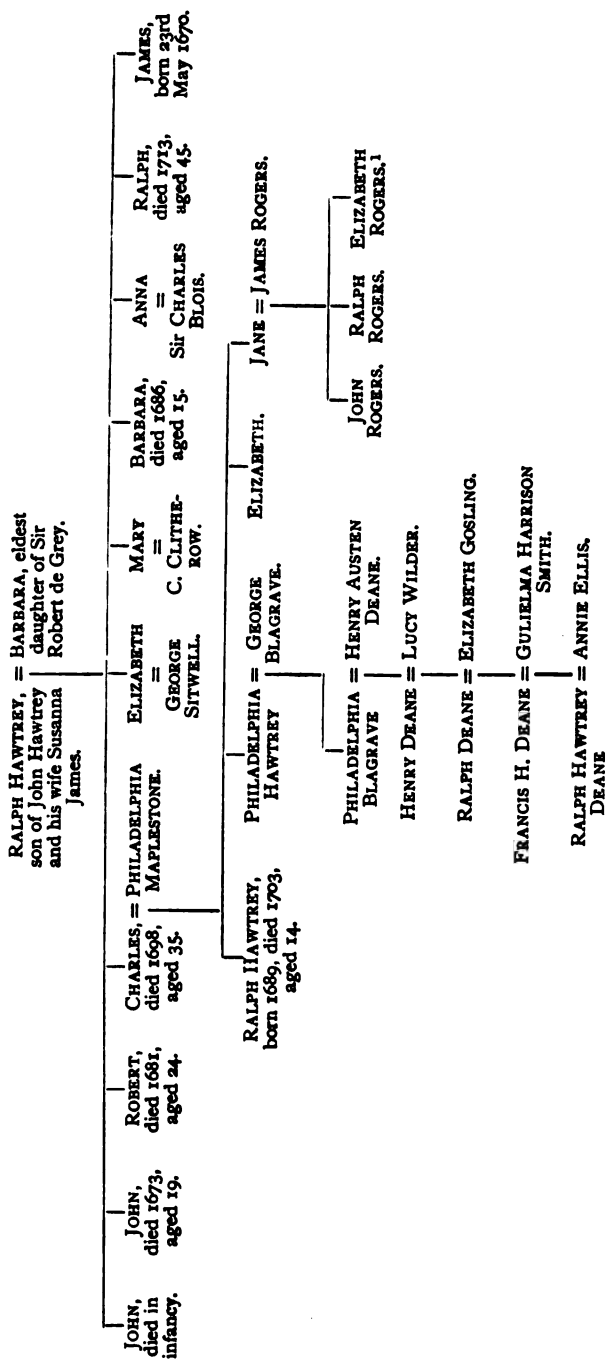 RALPH HAWTREY, = BARBARA, eldest
son of John Hawtrey daughter of Sir
and his wife Susanna Robert de Grey.
James.
JOHN,
died in
infancy.
JOHN,
died 1673,
aged 19.
ROBERT,
died 1681,
aged 24.
CHARLES, = PHILADELPHIA
died 1698, MAPLESTONE.
aged 35.
ELIZABETH
=
GEORGE
SITWELL.
MARY
=
C. CLITHE-
ROW.
BARBARA,
died 1686,
aged 15.
ANNA
=
Sir CHARLES
BLOIS.
RALPH,
died 1713,
aged 45.
JAMES,
born 23rd
May 1670.
RALPH HAWTREY,
born 1689, died 1703,
aged 14.
PHILADELPHIA = GEORGE
HAWTREY BLAGRAVE.
ELIZABETH.
JANE = JAMES ROGERS.
PHILADELPHIA = HENRY AUSTEN
BLAGRAVE DEANE.
JOHN
ROGERS.
RALPH
ROGERS.
ELIZABETH
ROGERS.¹
HENRY DEANE = LUCY WILDER.
RALPH DEANE = ELIZABETH GOSLING.
FRANCIS H. DEANE = GULIELMA HARRISON
SMITH.
RALPH HAWTREY = ANNIE ELLIS.
DEANE